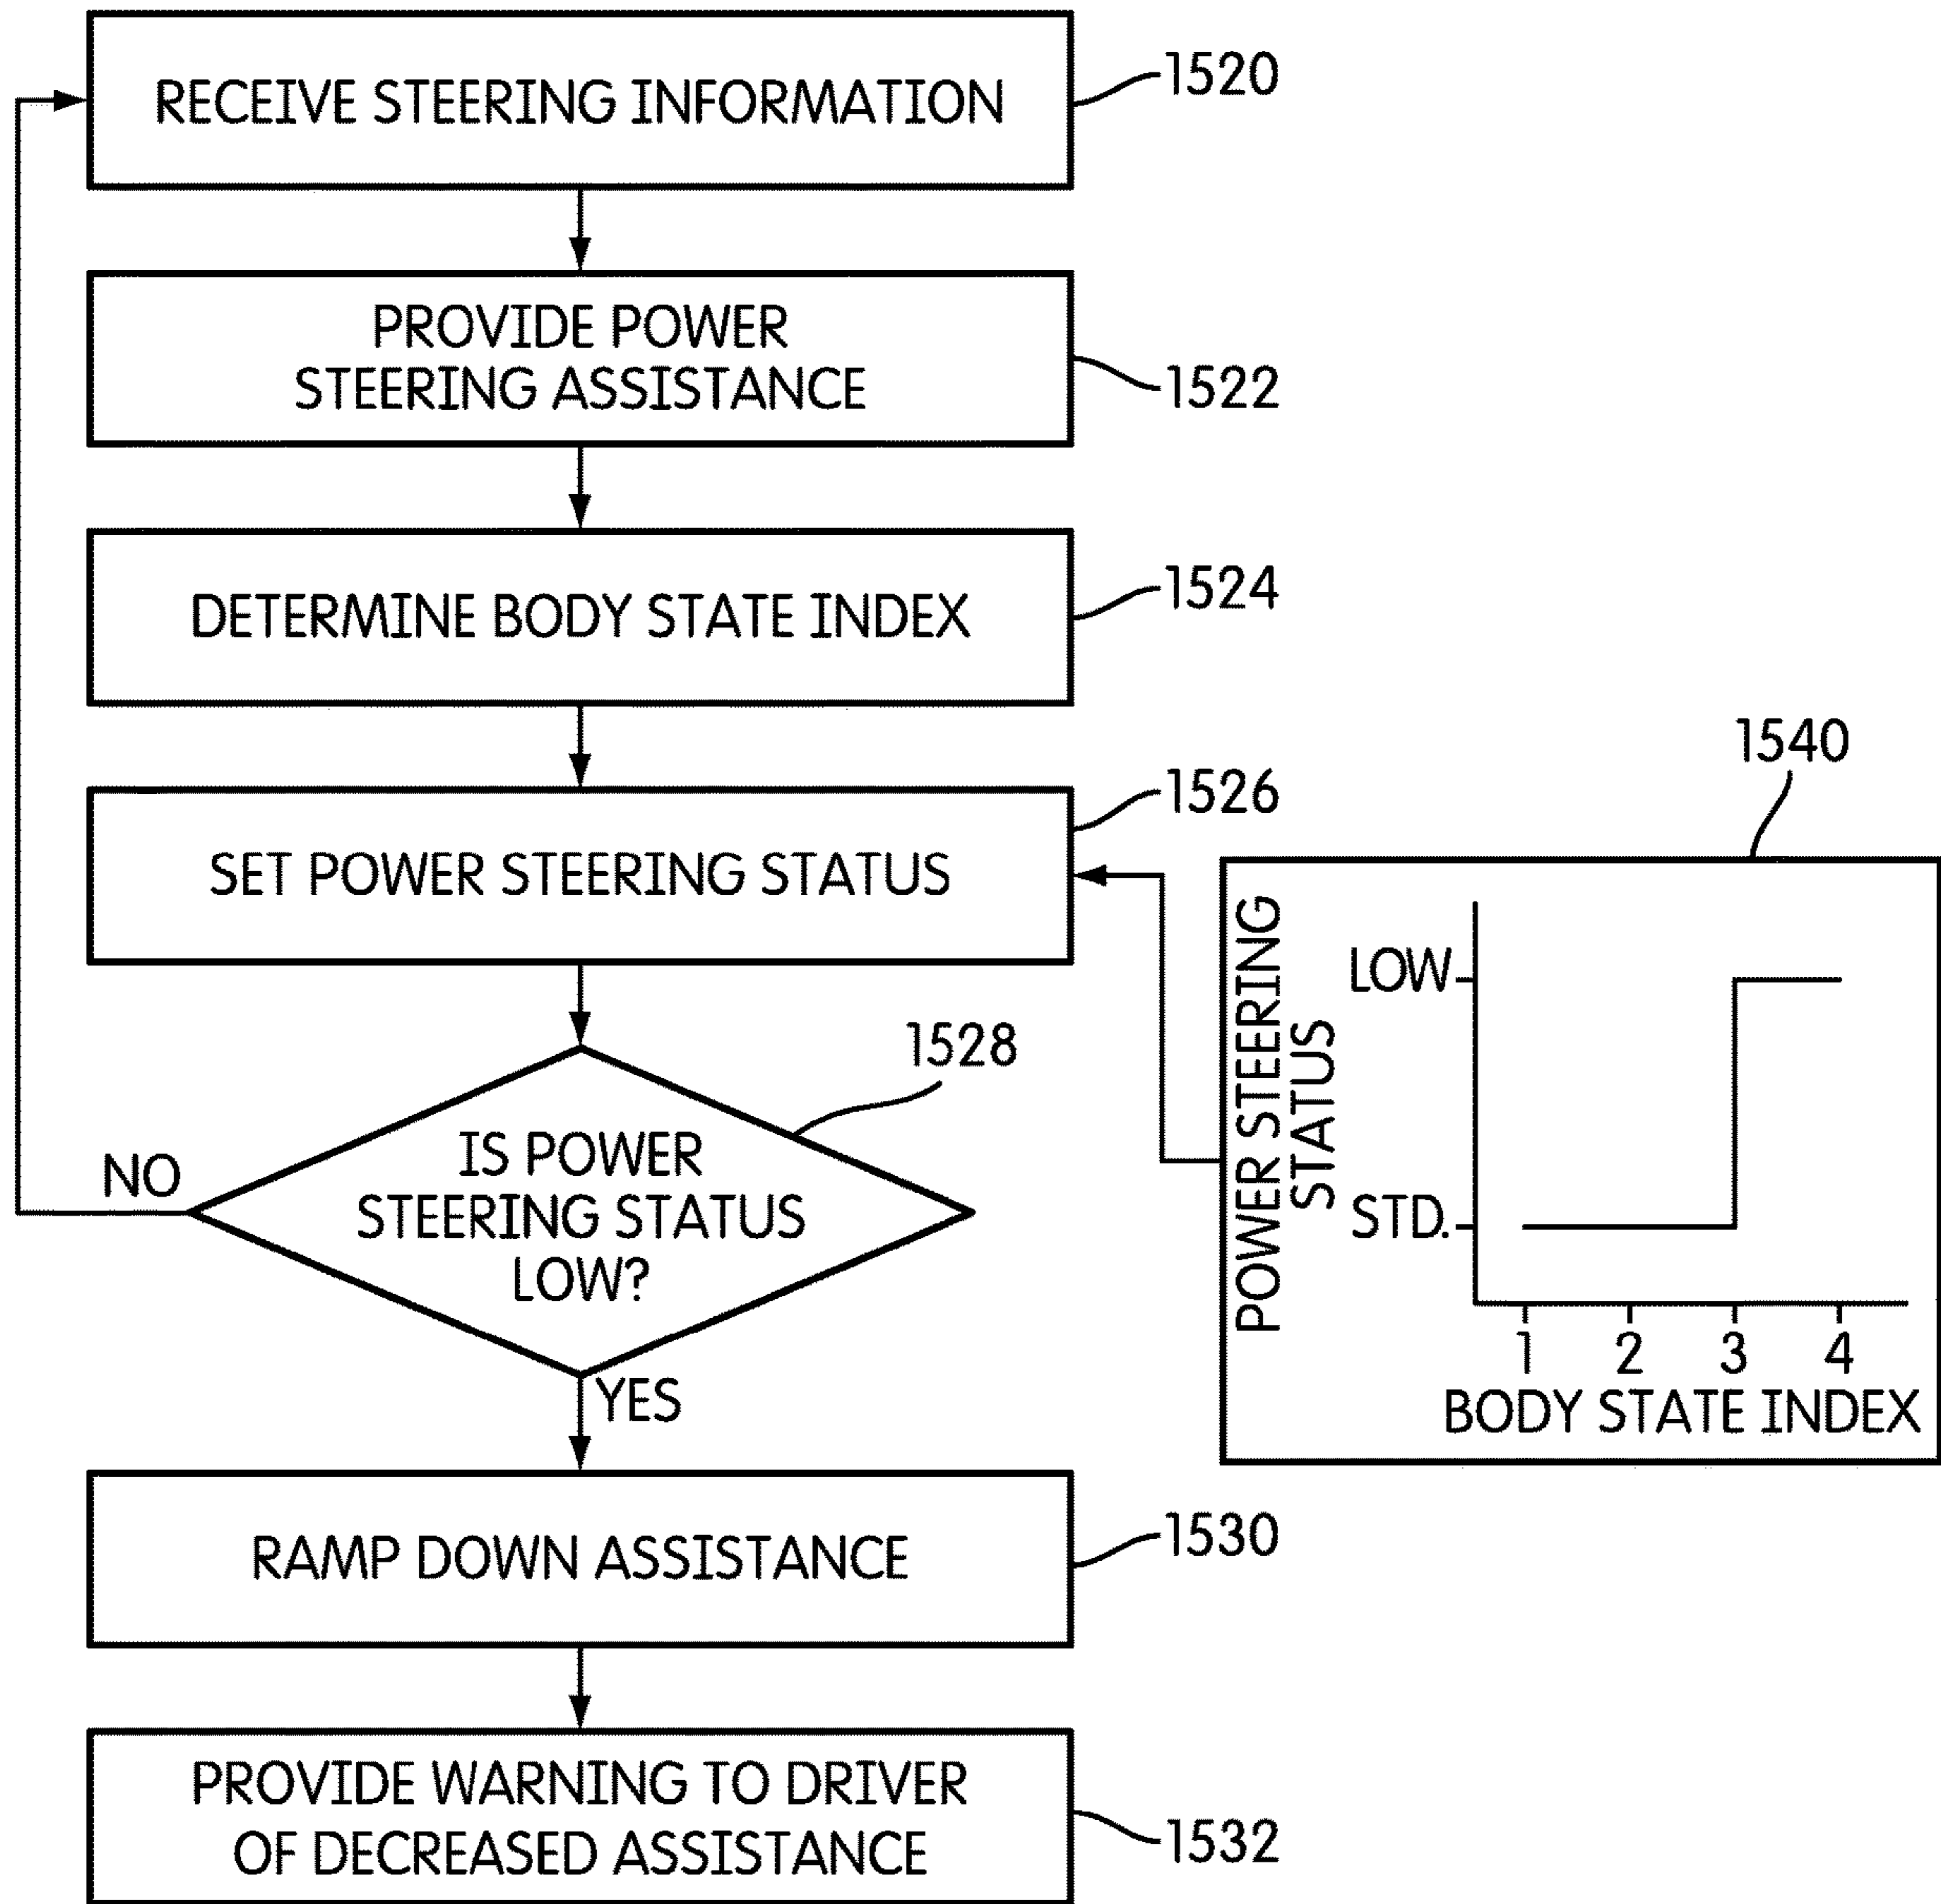 RECEIVE STEERING INFORMATION
1520
PROVIDE POWER
STEERING ASSISTANCE
1522
DETERMINE BODY STATE INDEX
1524
SET POWER STEERING STATUS
1526
IS POWER
STEERING STATUS
LOW?
1528
NO
YES
RAMP DOWN ASSISTANCE
1530
PROVIDE WARNING TO DRIVER
OF DECREASED ASSISTANCE
1532
1540
POWER STEERING
STATUS
LOW
STD.
1 2 3 4
BODY STATE INDEX